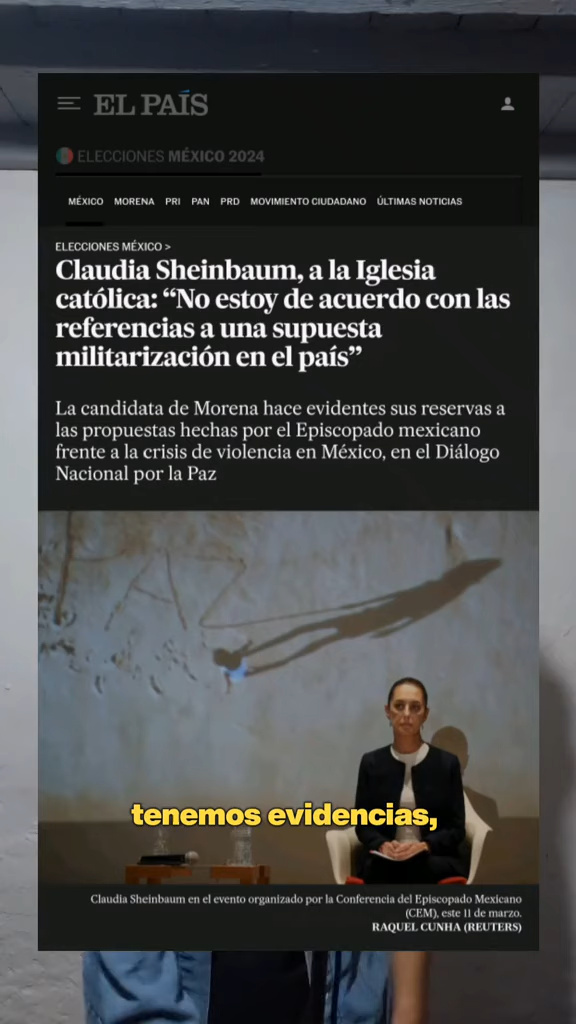 EL PAÍS
ELECCIONES MÉXICO 2024
MÉXICO MORENA PRI PAN PRD MOVIMIENTO CIUDADANO ÚLTIMAS NOTICIAS
ELECCIONES MÉXICO >
Claudia Sheinbaum, a la Iglesia
católica: “No estoy de acuerdo con las
referencias a una supuesta
militarización en el país”
La candidata de Morena hace evidentes sus reservas a
las propuestas hechas por el Episcopado mexicano
frente a la crisis de violencia en México, en el Diálogo
Nacional por la Paz
PAZ
tenemos evidencias,
Claudia Sheinbaum en el evento organizado por la Conferencia del Episcopado Mexicano
(CEM), este 11 de marzo.
RAQUEL CUNHA (REUTERS)